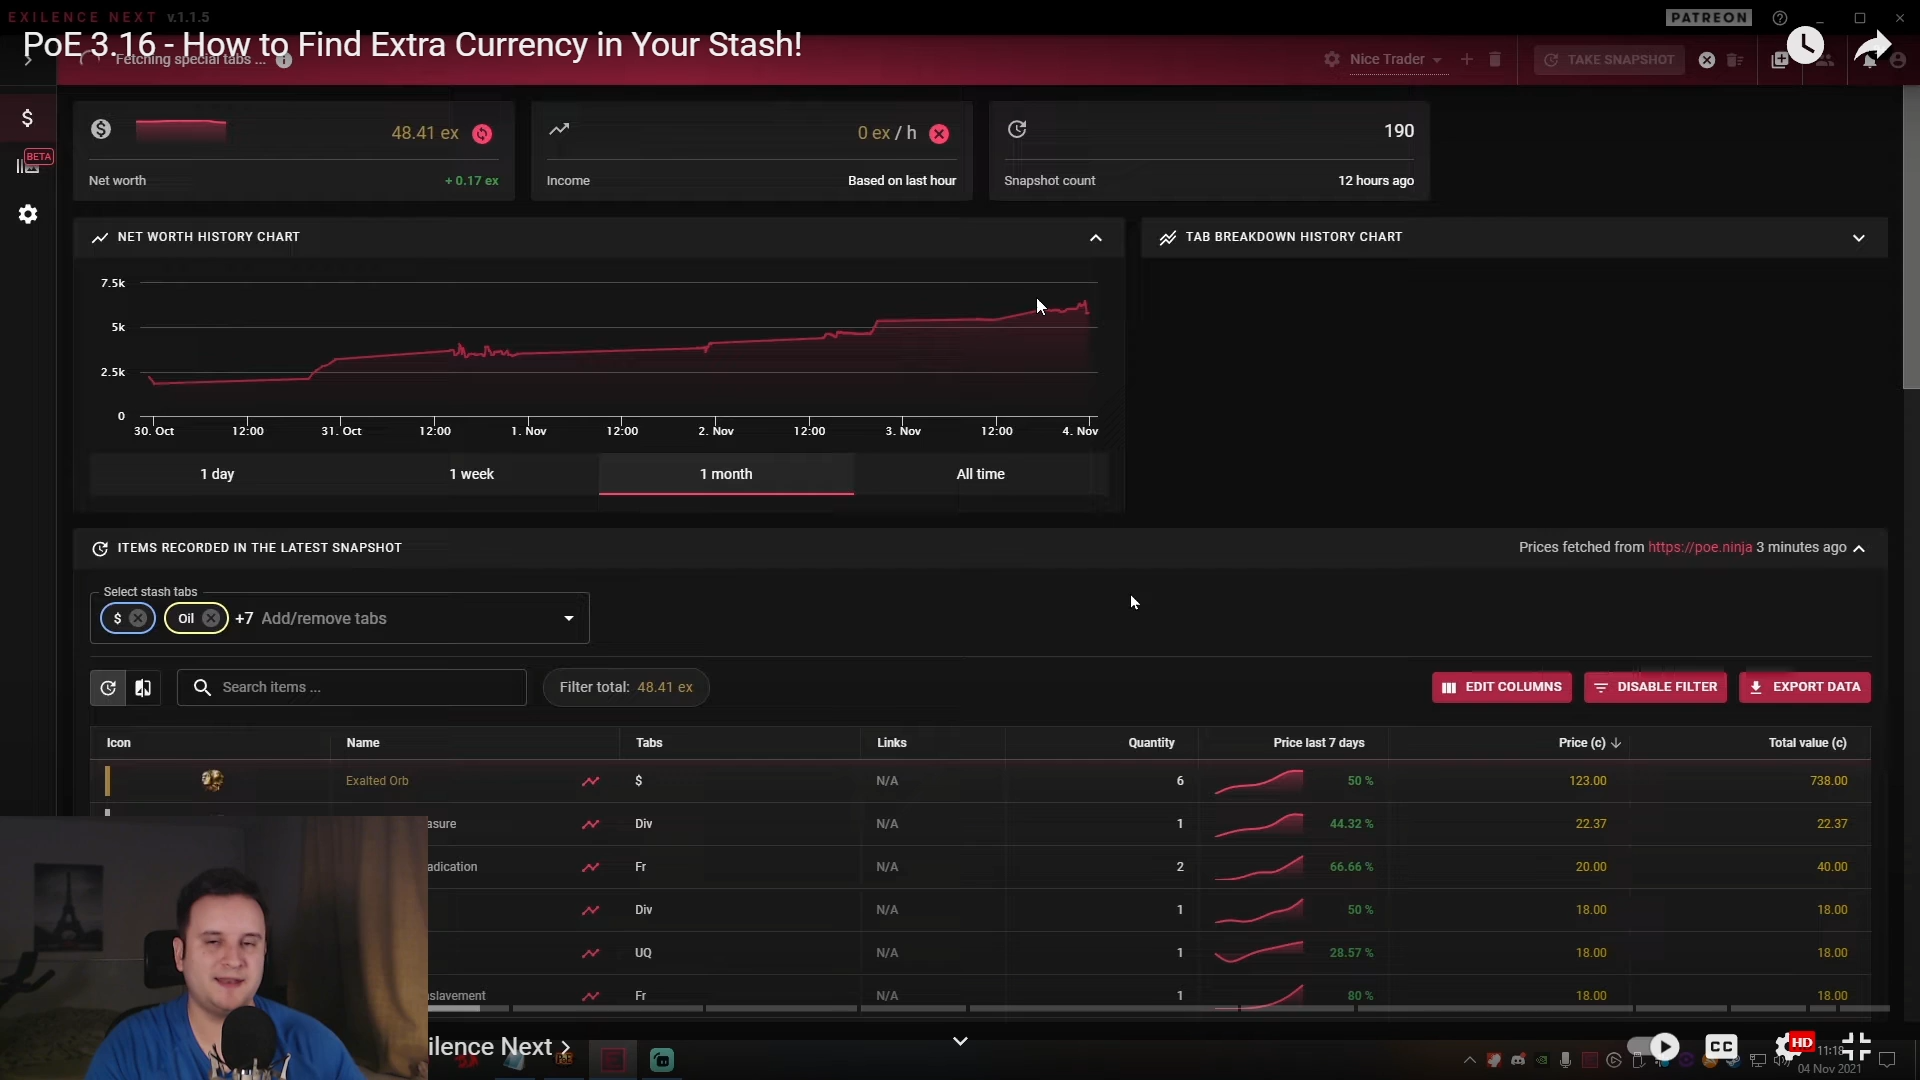 EXILENCE NEXT v.1.1.5
PATREON
PoE 3.16 - How to Find Extra Currency in Your Stash!
Fetching special tabs ...
Nice Trader
TAKE SNAPSHOT
48.41 ex
Net worth
+ 0.17 ex
0 ex / h
Income
Based on last hour
190
Snapshot count
12 hours ago
BETA
NET WORTH HISTORY CHART
TAB BREAKDOWN HISTORY CHART
7.5k
5k
2.5k
0
30. Oct 12:00 31. Oct 12:00 1. Nov 12:00 2. Nov 12:00 3. Nov 12:00 4. Nov
1 day 1 week 1 month All time
ITEMS RECORDED IN THE LATEST SNAPSHOT
Prices fetched from https://poe.ninja 3 minutes ago
Select stash tabs
$ Oil +7 Add/remove tabs
Search items ...
Filter total: 48.41 ex
EDIT COLUMNS
DISABLE FILTER
EXPORT DATA
Icon Name Tabs Links Quantity Price last 7 days Price (c) Total value (c)
Exalted Orb $ N/A 6 50 % 123.00 738.00
asure Div N/A 1 44.32 % 22.37 22.37
adication Fr N/A 2 66.66 % 20.00 40.00
Div N/A 1 50 % 18.00 18.00
UQ N/A 1 28.57 % 18.00 18.00
slavement Fr N/A 1 80 % 18.00 18.00
ilence Next
CC
HD
11:18
04 Nov 2021